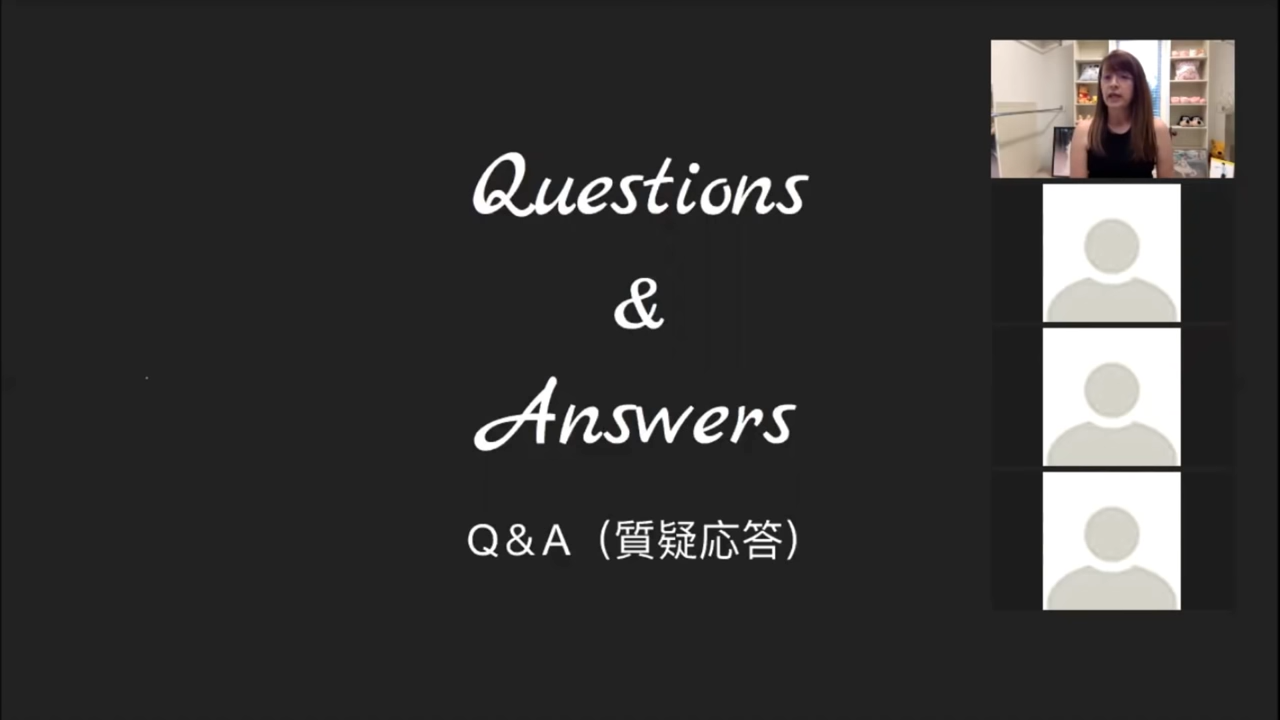 Questions
&
Answers
Q&A（質疑応答）